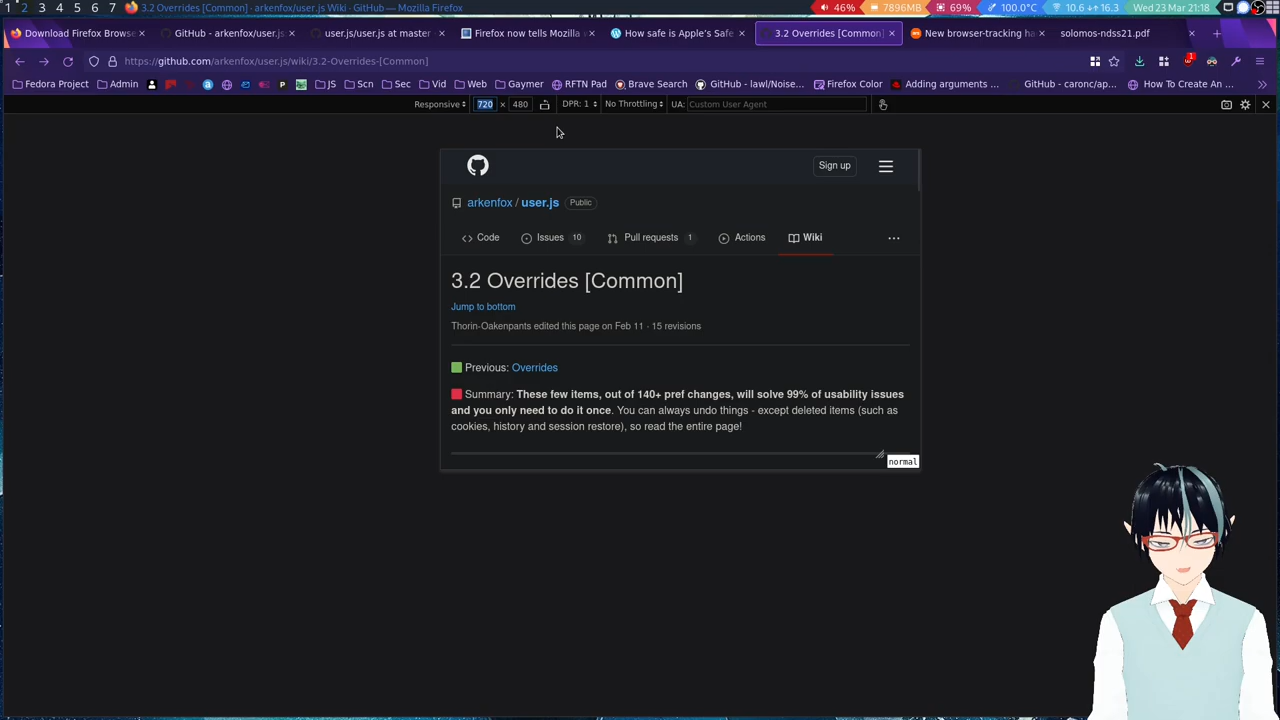 1 2 3 4 5 6 7 3.2 Overrides [Common] · arkenfox/user.js Wiki · GitHub — Mozilla Firefox 46% 7896MB 69% 100.0°C 10.6 16.3 Wed 23 Mar 21:18
Download Firefox Browse × GitHub - arkenfox/user.js: × user.js/user.js at master · × Firefox now tells Mozilla w × How safe is Apple's Safe × 3.2 Overrides [Common] · × New browser-tracking ha × solomos-ndss21.pdf × +
https://github.com/arkenfox/user.js/wiki/3.2-Overrides-[Common]
Fedora Project Admin JS Scn Sec Vid Web Gaymer RFTN Pad Brave Search GitHub - lawl/Noise... Firefox Color Adding arguments ... GitHub - caronc/ap... How To Create An ...
Responsive 720 × 480 DPR: 1 No Throttling UA: Custom User Agent
Sign up
arkenfox / user.js Public
Code Issues 10 Pull requests 1 Actions Wiki ...
3.2 Overrides [Common]
Jump to bottom
Thorin-Oakenpants edited this page on Feb 11 · 15 revisions
Previous: Overrides
Summary: These few items, out of 140+ pref changes, will solve 99% of usability issues
and you only need to do it once. You can always undo things - except deleted items (such as
cookies, history and session restore), so read the entire page!
normal